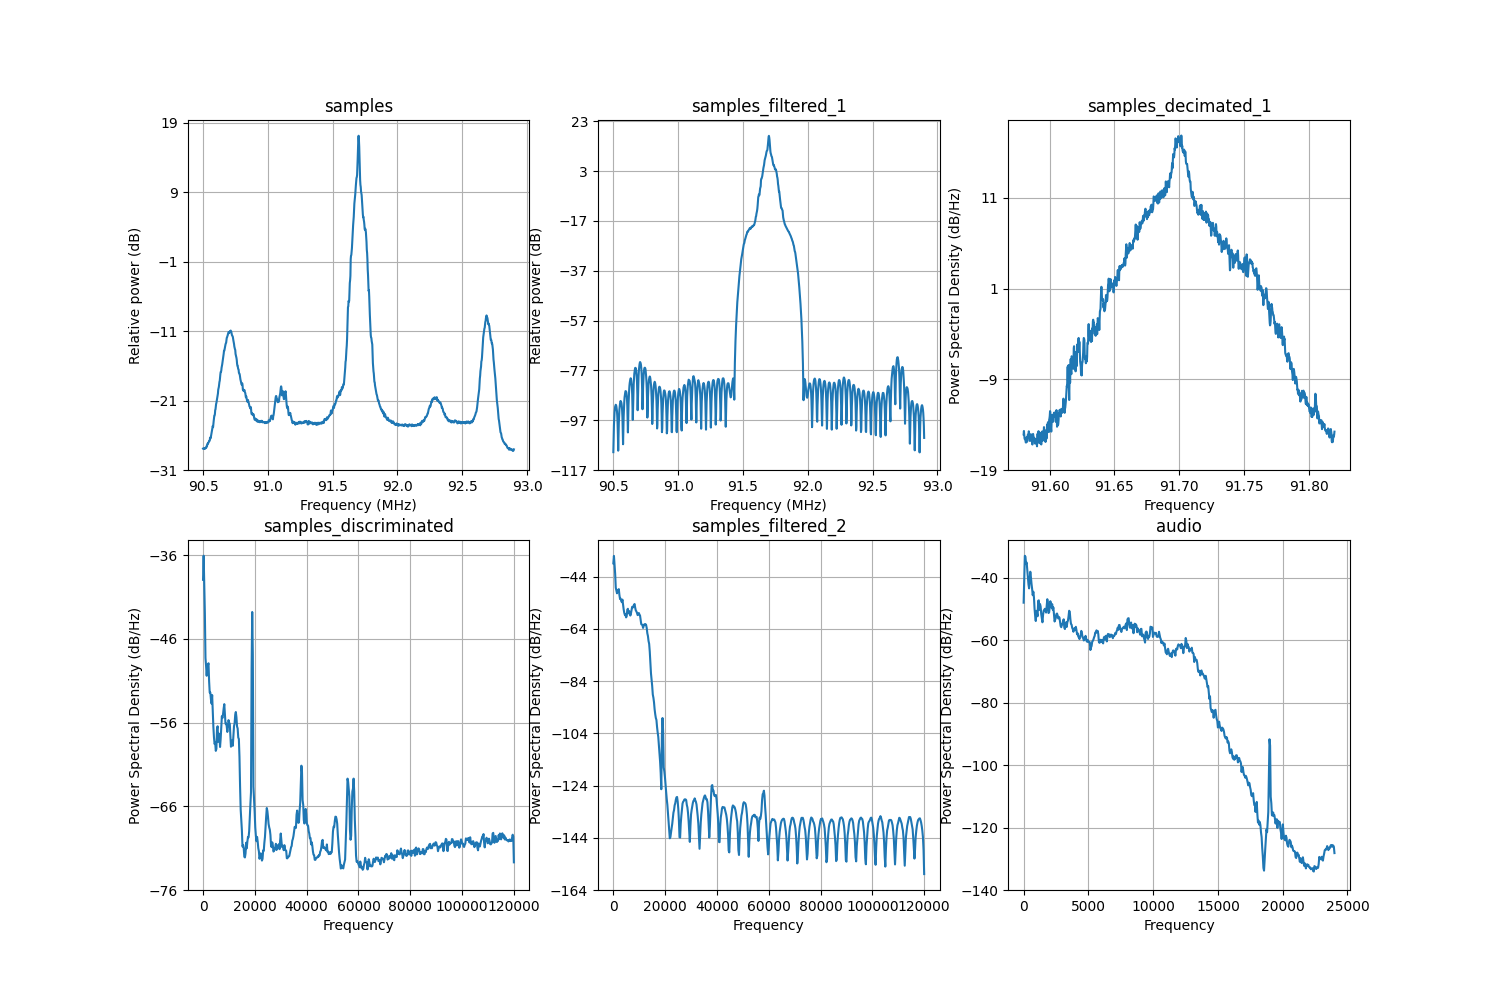 samples
samples_filtered_1
samples_decimated_1
19
9
−1
−11
−21
−31
Relative power (dB)
90.5 91.0 91.5 92.0 92.5 93.0
Frequency (MHz)
23
3
−17
−37
−57
−77
−97
−117
Relative power (dB)
90.5 91.0 91.5 92.0 92.5 93.0
Frequency (MHz)
11
1
−9
−19
Power Spectral Density (dB/Hz)
91.60 91.65 91.70 91.75 91.80
Frequency
samples_discriminated
samples_filtered_2
audio
−36
−46
−56
−66
−76
Power Spectral Density (dB/Hz)
0 20000 40000 60000 80000 100000 120000
Frequency
−44
−64
−84
−104
−124
−144
−164
Power Spectral Density (dB/Hz)
0 20000 40000 60000 80000 100000 120000
Frequency
−40
−60
−80
−100
−120
−140
Power Spectral Density (dB/Hz)
0 5000 10000 15000 20000 25000
Frequency